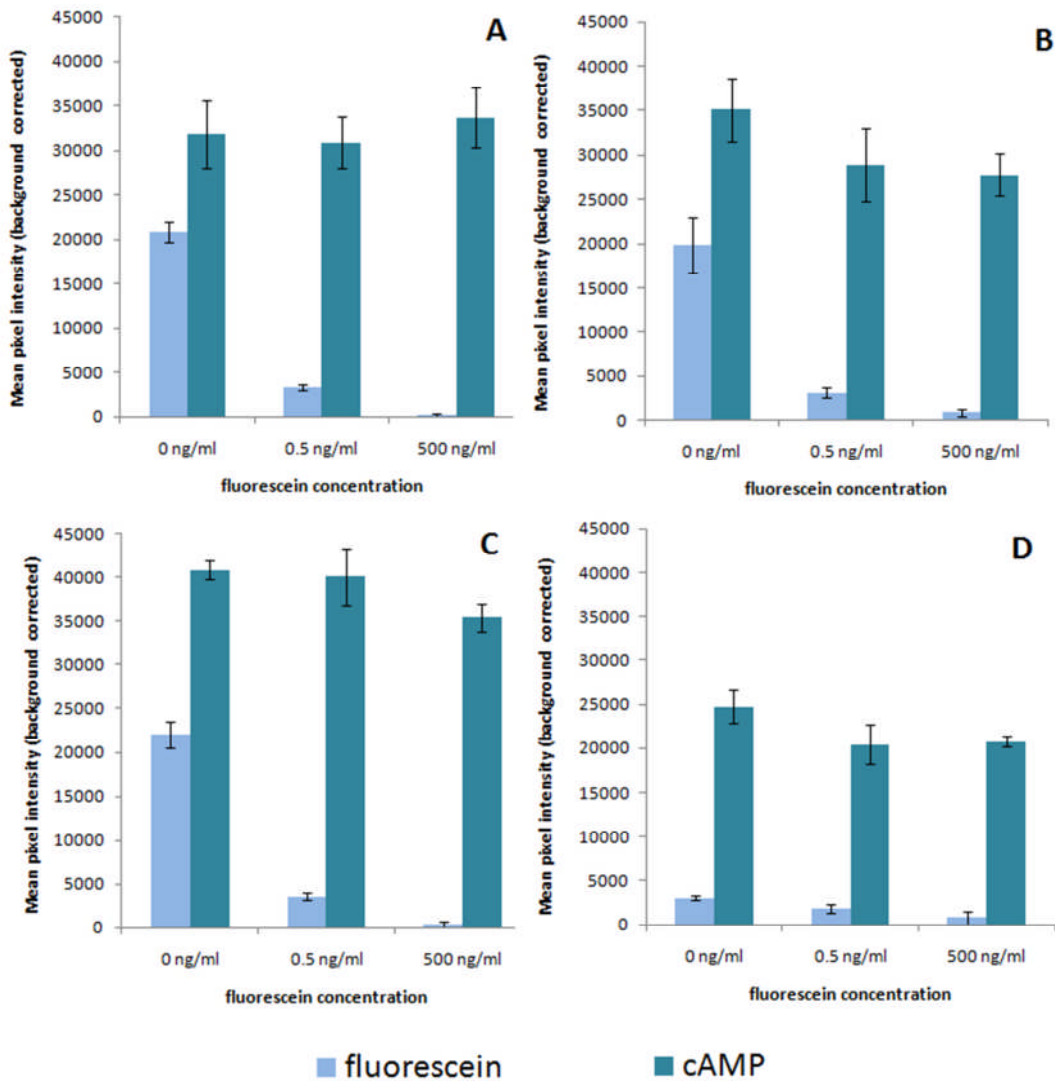 A
Mean pixel intensity (background corrected)
45000
40000
35000
30000
25000
20000
15000
10000
5000
0
0 ng/ml 0.5 ng/ml 500 ng/ml
fluorescein concentration
B
Mean pixel intensity (background corrected)
45000
40000
35000
30000
25000
20000
15000
10000
5000
0
0 ng/ml 0.5 ng/ml 500 ng/ml
fluorescein concentration
C
Mean pixel intensity (background corrected)
45000
40000
35000
30000
25000
20000
15000
10000
5000
0
0 ng/ml 0.5 ng/ml 500 ng/ml
fluorescein concentration
D
Mean pixel intensity (background corrected)
45000
40000
35000
30000
25000
20000
15000
10000
5000
0
0 ng/ml 0.5 ng/ml 500 ng/ml
fluorescein concentration
fluorescein cAMP